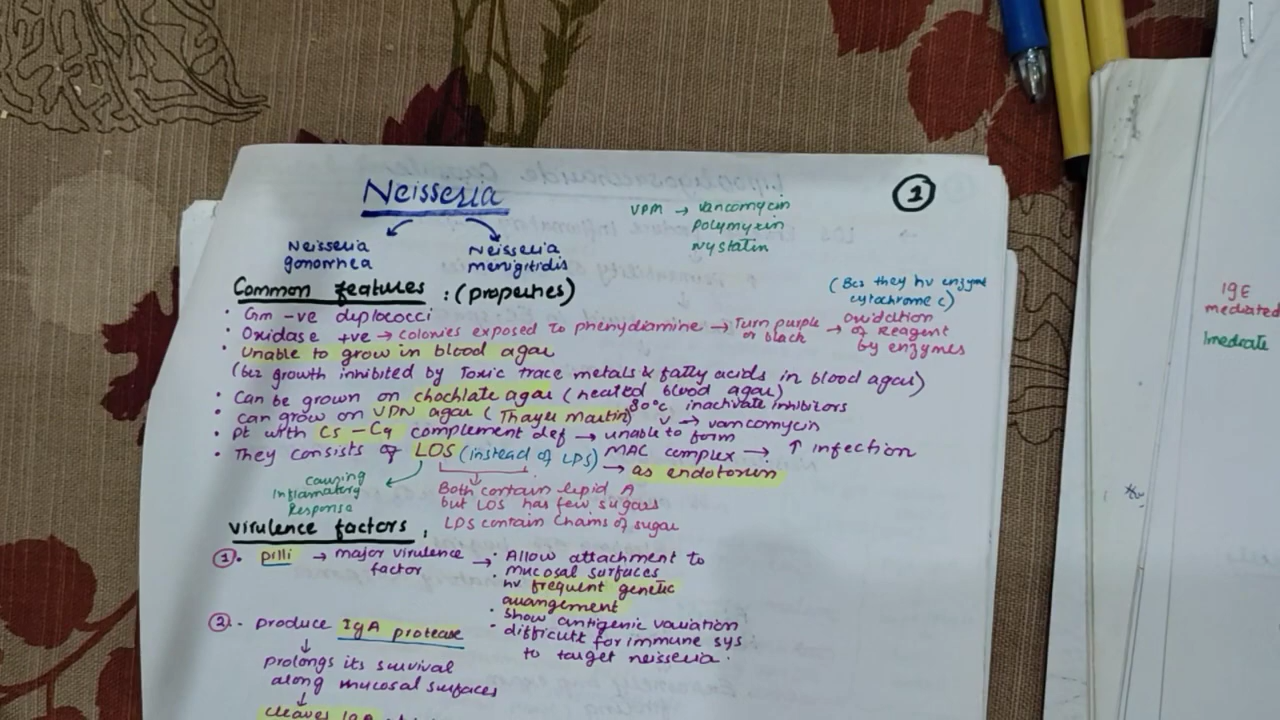 Neisseria
①
VPM → vancomycin
polymyxin
Nystatin
Neisseria
gonorrhea
Neisseria
menigitidis
Common features : (properties)
(Bcz they hv enzyme
cytochrome c)
· Gm -ve duplococci
· Oxidase +ve → colonies exposed to phenydiamine → Turn purple or black → Oxidation of Reagent by enzymes
· Unable to grow in blood agar
(bcz growth inhibited by Toxic trace metals & fatty acids in blood agar)
· Can be grown on chochlate agar (heated blood agar)
80°c inactivate inhibitors
· can grow on VPN agar (Thayer Martin) V → vancomycin
· pt with C5 – C9 complement def → unable to form MAC complex → ↑ infection
· They consists of LOS (instead of LPS) → as endotoxin
causing
Inflamatory
Response
Both contain lipid A
but LOS has few sugars
LPS contain chains of sugar
virulence factors :
①· pilli → major virulence factor → · Allow attachment to
mucosal surfaces
· hv frequent genetic
arrangement
· Show antigenic variation
· difficult for immune sys
to target neisseria.
②· produce IgA protease
↓
prolongs its survival
along mucosal surfaces
↓
cleaves IgA
IgE
mediated
Imediate